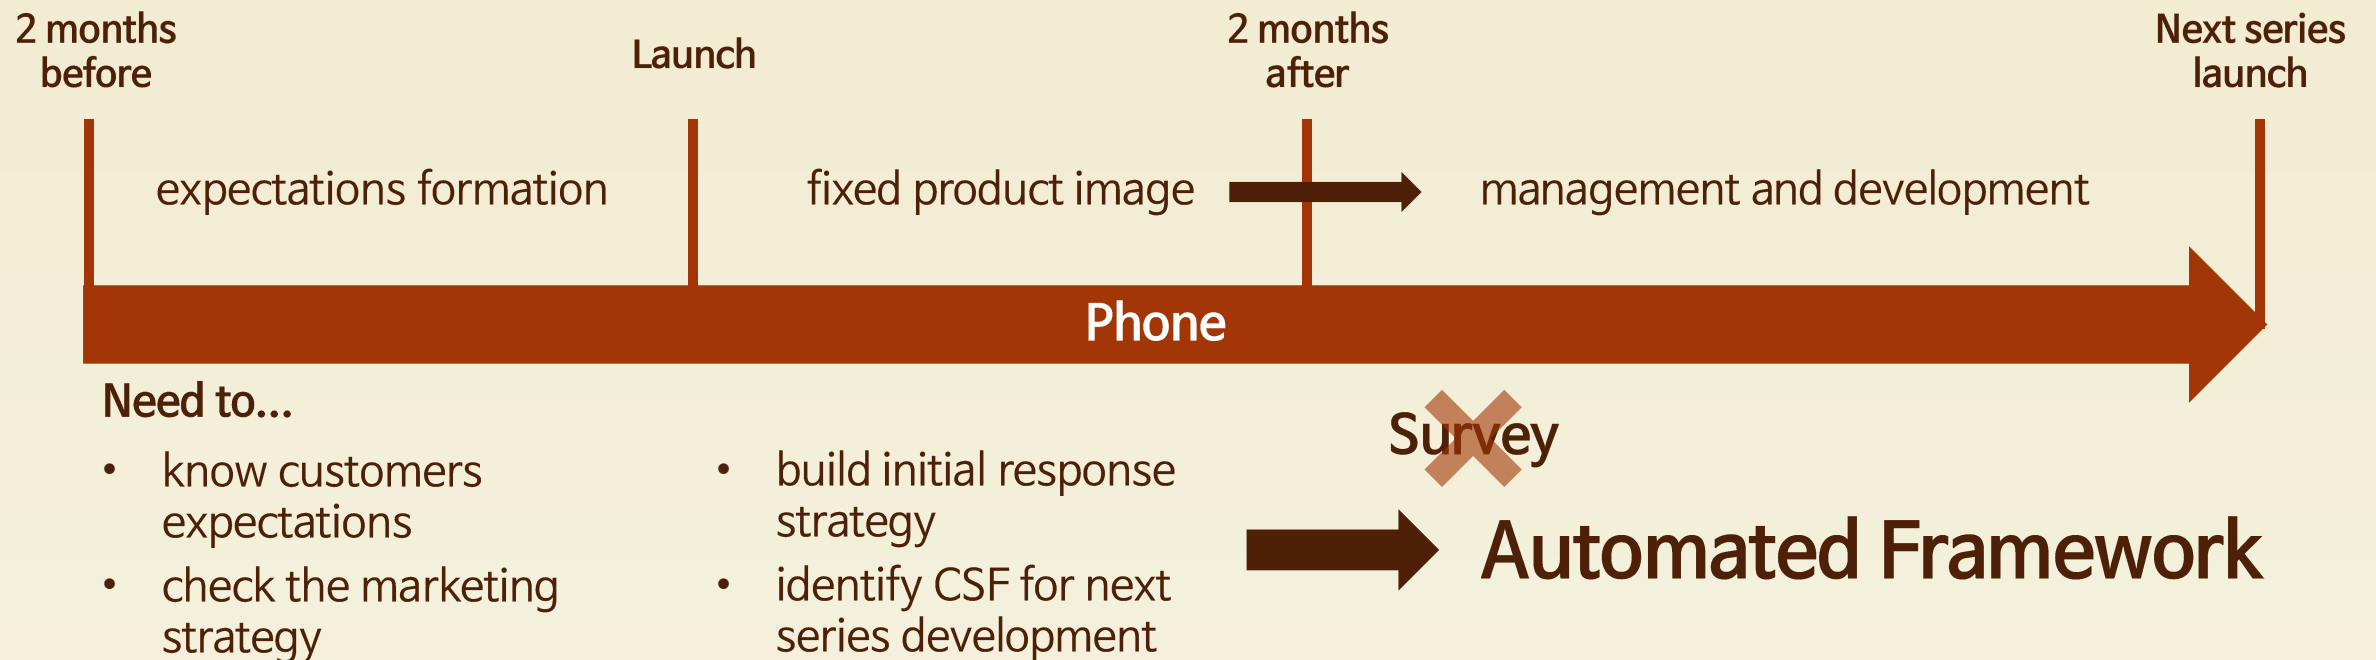 2 months
before
Launch
2 months
after
Next series
launch
expectations formation
fixed product image
management and development
Phone
Need to...
• know customers
expectations
• check the marketing
strategy
• build initial response
strategy
• identify CSF for next
series development
Survey
Automated Framework